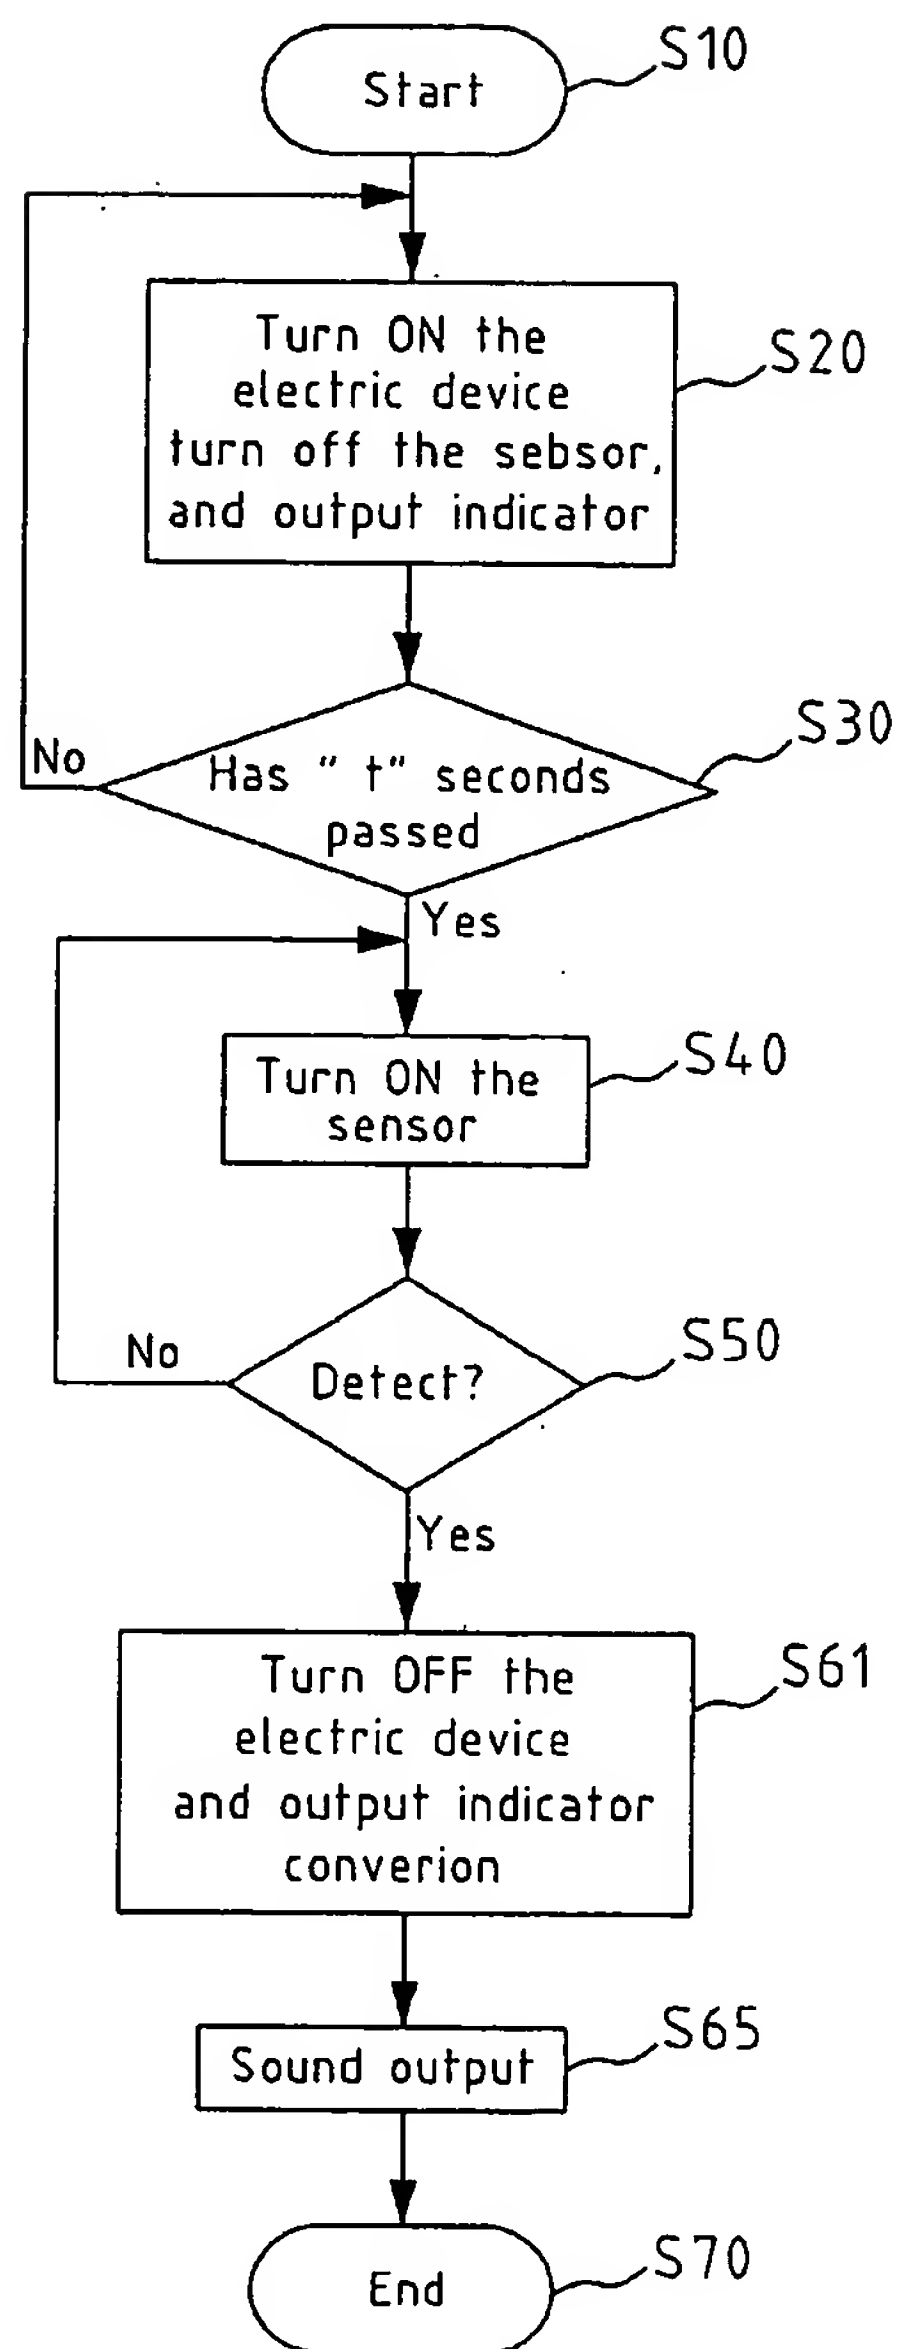 Start
S10
Turn ON the
electric device
turn off the sebsor,
and output indicator
S20
No
Has " t" seconds
passed
S30
Yes
Turn ON the
sensor
S40
No
Detect?
S50
Yes
Turn OFF the
electric device
and output indicator
converion
S61
Sound output
S65
End
S70